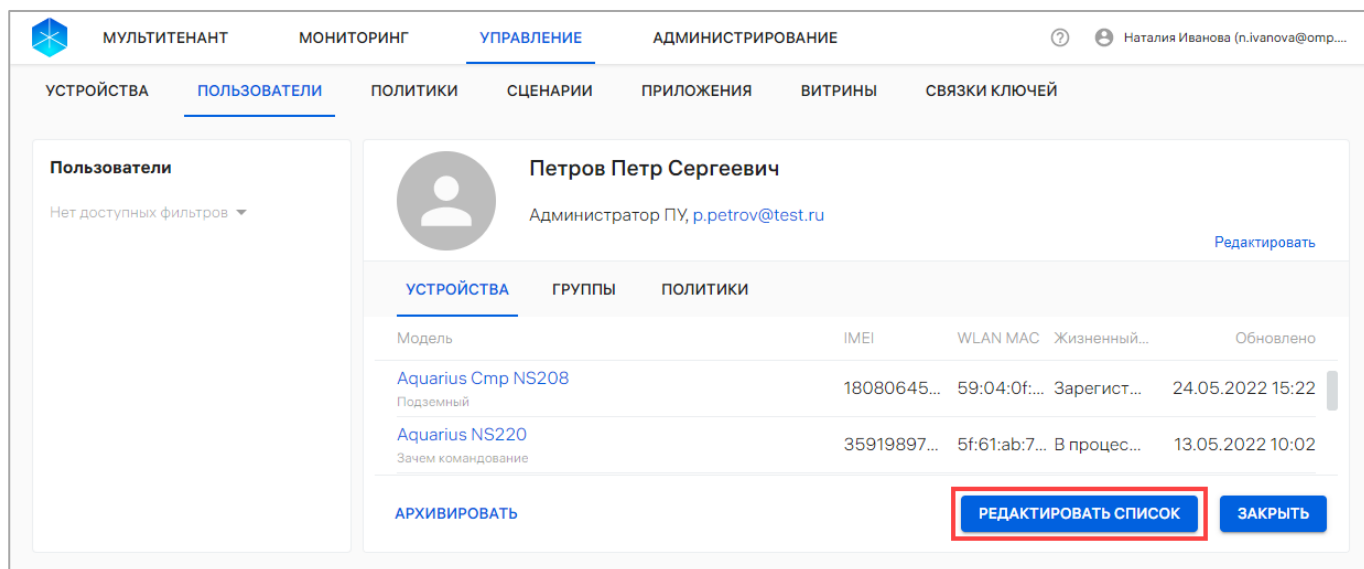 МУЛЬТИТЕНАНТ МОНИТОРИНГ УПРАВЛЕНИЕ АДМИНИСТРИРОВАНИЕ Наталия Иванова (n.ivanova@omp....
УСТРОЙСТВА ПОЛЬЗОВАТЕЛИ ПОЛИТИКИ СЦЕНАРИИ ПРИЛОЖЕНИЯ ВИТРИНЫ СВЯЗКИ КЛЮЧЕЙ
Пользователи
Нет доступных фильтров
Петров Петр Сергеевич
Администратор ПУ, p.petrov@test.ru
Редактировать
УСТРОЙСТВА ГРУППЫ ПОЛИТИКИ
Модель IMEI WLAN MAC Жизненный... Обновлено
Aquarius Cmp NS208 18080645... 59:04:0f:... Зарегист... 24.05.2022 15:22
Подземный
Aquarius NS220 35919897... 5f:61:ab:7... В процес... 13.05.2022 10:02
Зачем командование
АРХИВИРОВАТЬ РЕДАКТИРОВАТЬ СПИСОК ЗАКРЫТЬ